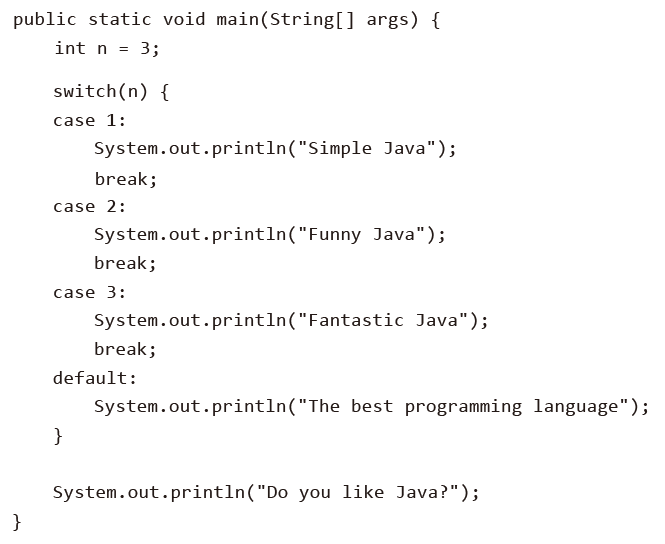 public static void main(String[] args) {
    int n = 3;
    switch(n) {
    case 1:
        System.out.println("Simple Java");
        break;
    case 2:
        System.out.println("Funny Java");
        break;
    case 3:
        System.out.println("Fantastic Java");
        break;
    default:
        System.out.println("The best programming language");
    }
    System.out.println("Do you like Java?");
}